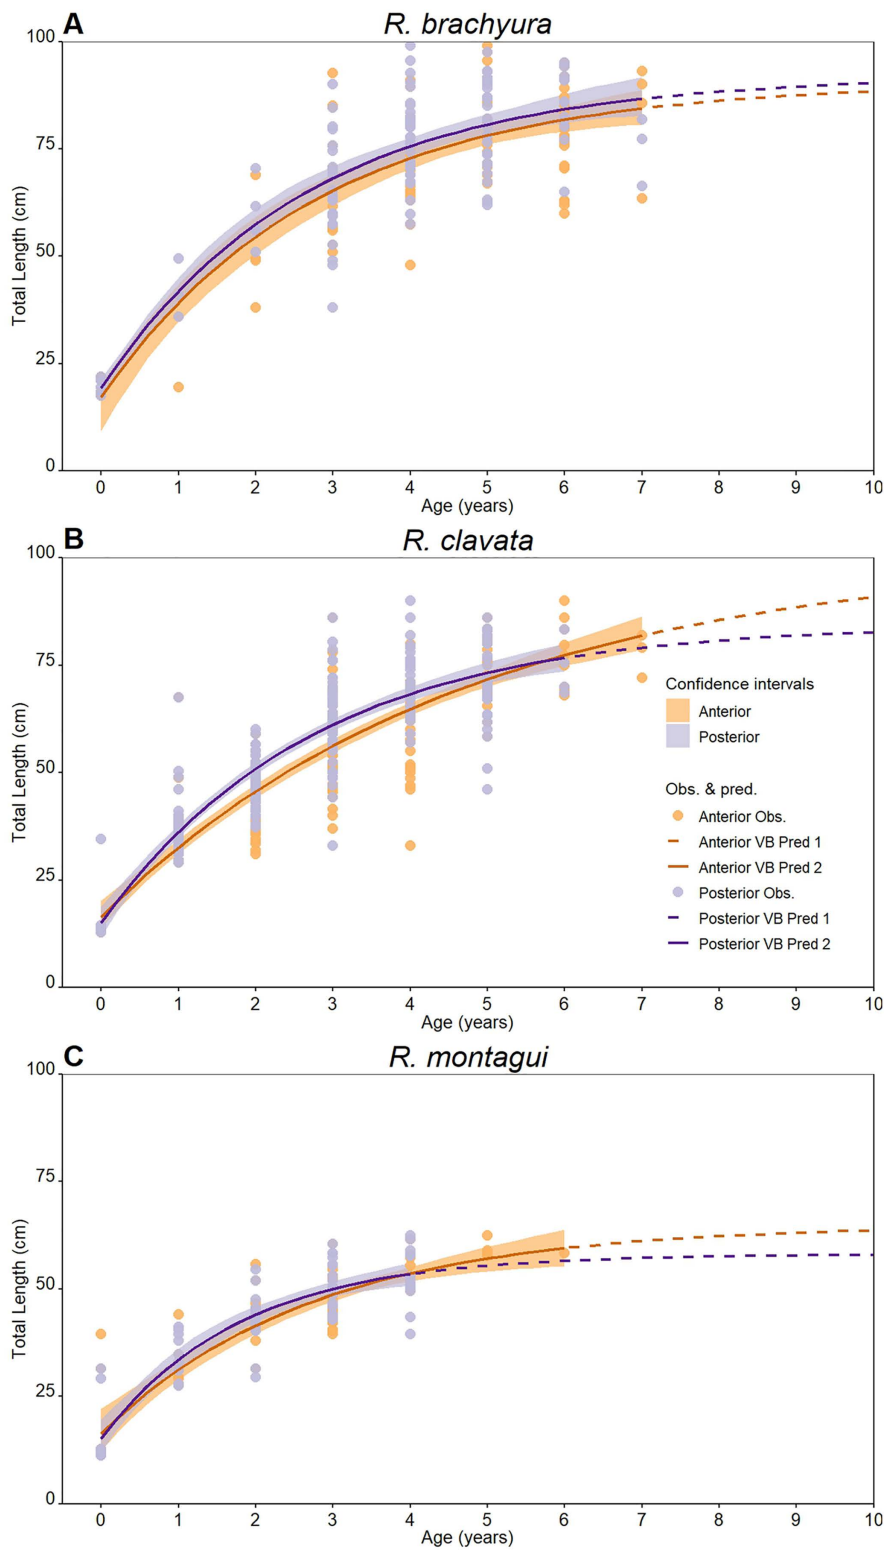 A R. brachyura
100
75
50
25
0
Total Length (cm)
0 1 2 3 4 5 6 7 8 9 10
Age (years)
B R. clavata
100
75
50
25
0
Total Length (cm)
Confidence intervals
Anterior
Posterior
Obs. & pred.
Anterior Obs.
Anterior VB Pred 1
Anterior VB Pred 2
Posterior Obs.
Posterior VB Pred 1
Posterior VB Pred 2
0 1 2 3 4 5 6 7 8 9 10
Age (years)
C R. montagui
100
75
50
25
0
Total Length (cm)
0 1 2 3 4 5 6 7 8 9 10
Age (years)